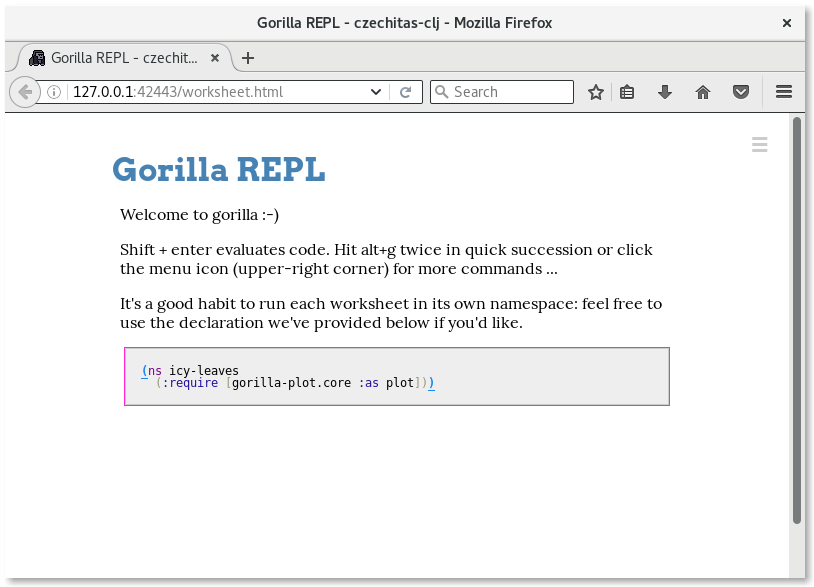 Gorilla REPL - czechitas-clj - Mozilla Firefox
Gorilla REPL - czechit...
127.0.0.1:42443/worksheet.html
Search
Gorilla REPL
Welcome to gorilla :-)
Shift + enter evaluates code. Hit alt+g twice in quick succession or click
the menu icon (upper-right corner) for more commands ...
It's a good habit to run each worksheet in its own namespace: feel free to
use the declaration we've provided below if you'd like.
(ns icy-leaves
  (:require [gorilla-plot.core :as plot]))